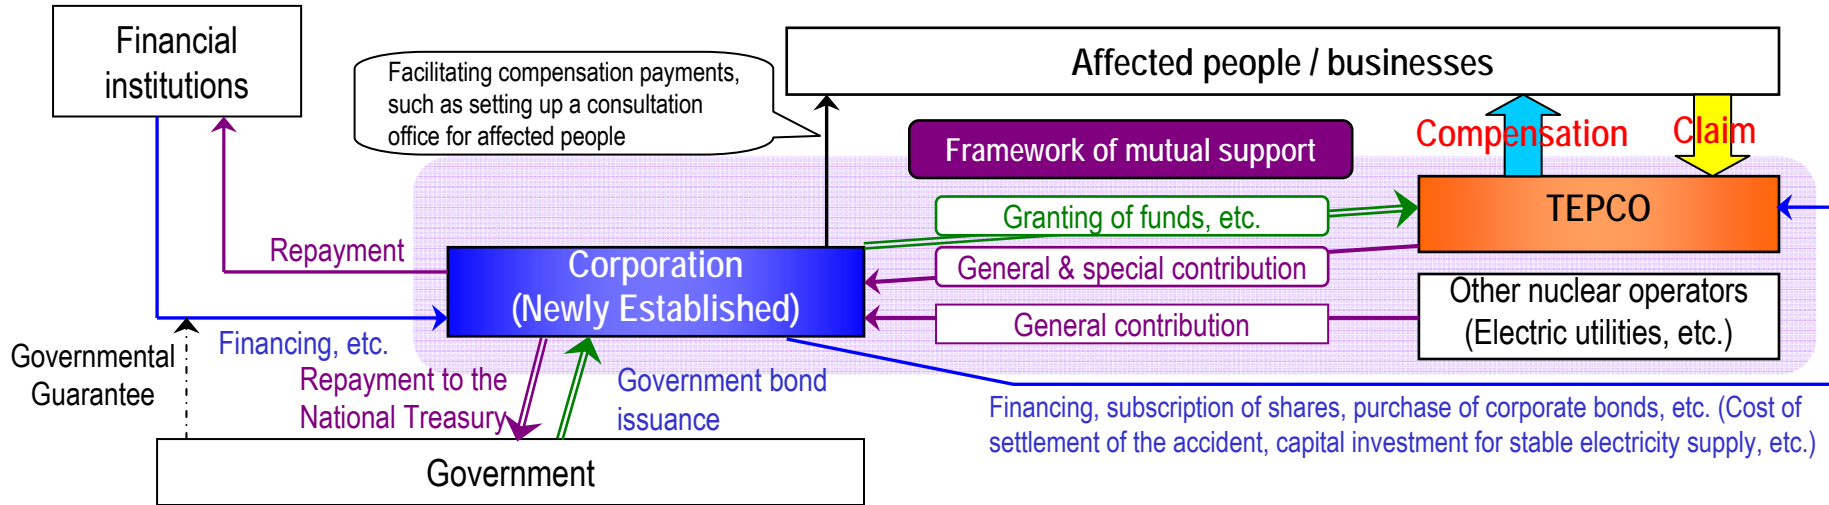 Financial
institutions
Facilitating compensation payments,
such as setting up a consultation
office for affected people
Affected people / businesses
Compensation
Claim
Framework of mutual support
Granting of funds, etc.
TEPCO
Repayment
Corporation
(Newly Established)
General & special contribution
General contribution
Other nuclear operators
(Electric utilities, etc.)
Governmental
Guarantee
Financing, etc.
Repayment to the
National Treasury
Government bond
issuance
Financing, subscription of shares, purchase of corporate bonds, etc. (Cost of
settlement of the accident, capital investment for stable electricity supply, etc.)
Government